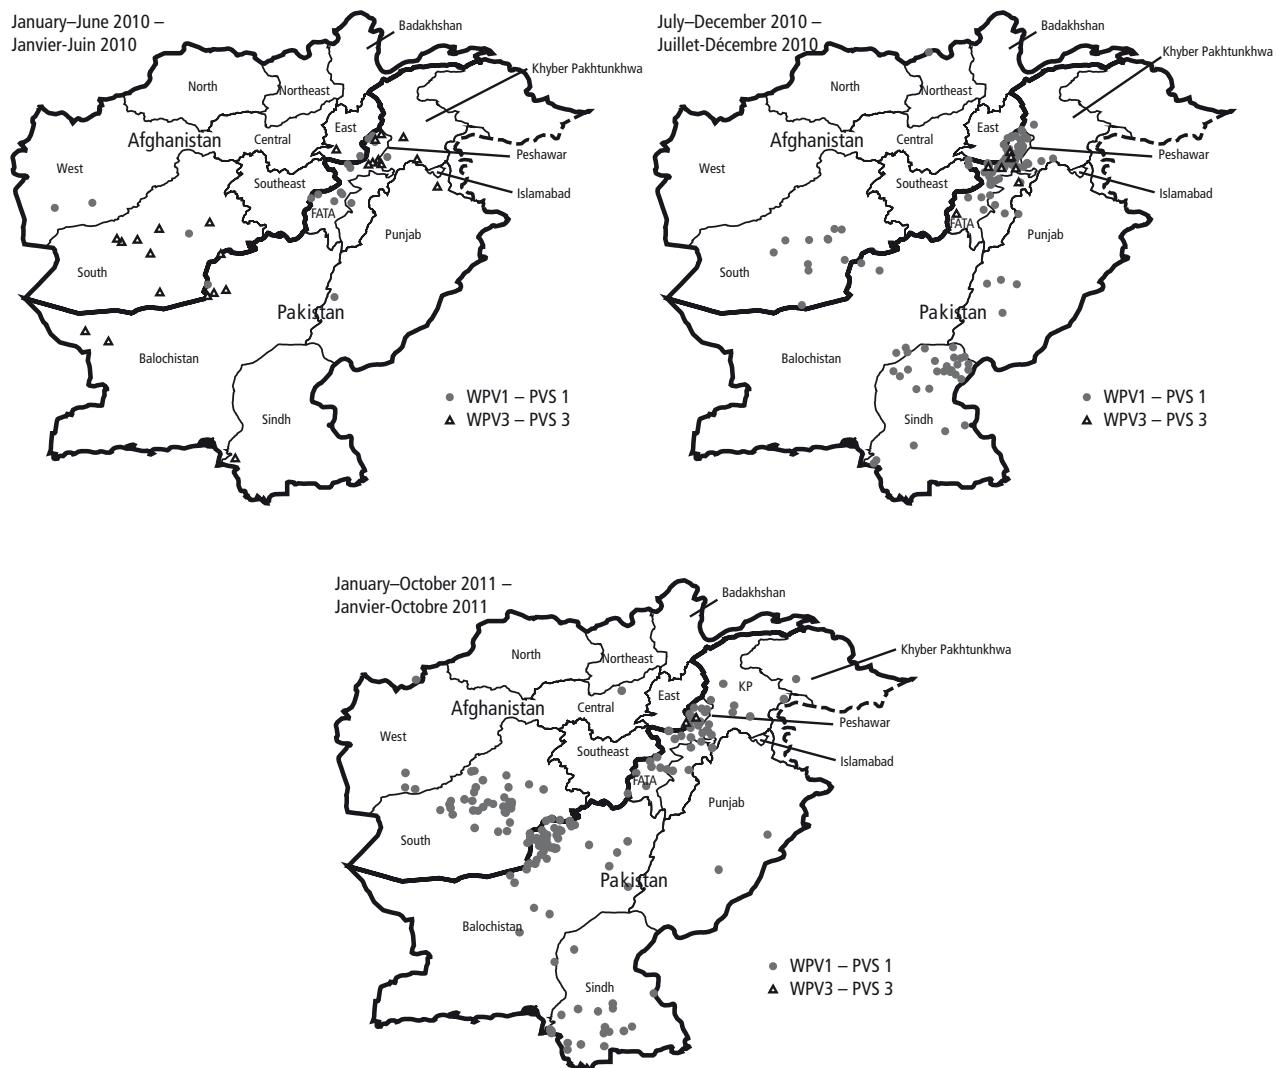 January–June 2010 –
Janvier-Juin 2010
Badakhshan
Khyber Pakhtunkhwa
North
Northeast
East
Afghanistan
Central
Peshawar
West
Southeast
Islamabad
FATA
Punjab
South
Pakistan
Balochistan
WPV1 – PVS 1
WPV3 – PVS 3
Sindh
July–December 2010 –
Juillet-Décembre 2010
Badakhshan
Khyber Pakhtunkhwa
North
Northeast
East
Afghanistan
Central
Peshawar
West
Southeast
Islamabad
FATA
Punjab
South
Pakistan
Balochistan
WPV1 – PVS 1
WPV3 – PVS 3
Sindh
January–October 2011 –
Janvier-Octobre 2011
Badakhshan
Khyber Pakhtunkhwa
North
Northeast
KP
East
Afghanistan
Central
Peshawar
West
Southeast
Islamabad
FATA
Punjab
South
Pakistan
Balochistan
WPV1 – PVS 1
WPV3 – PVS 3
Sindh